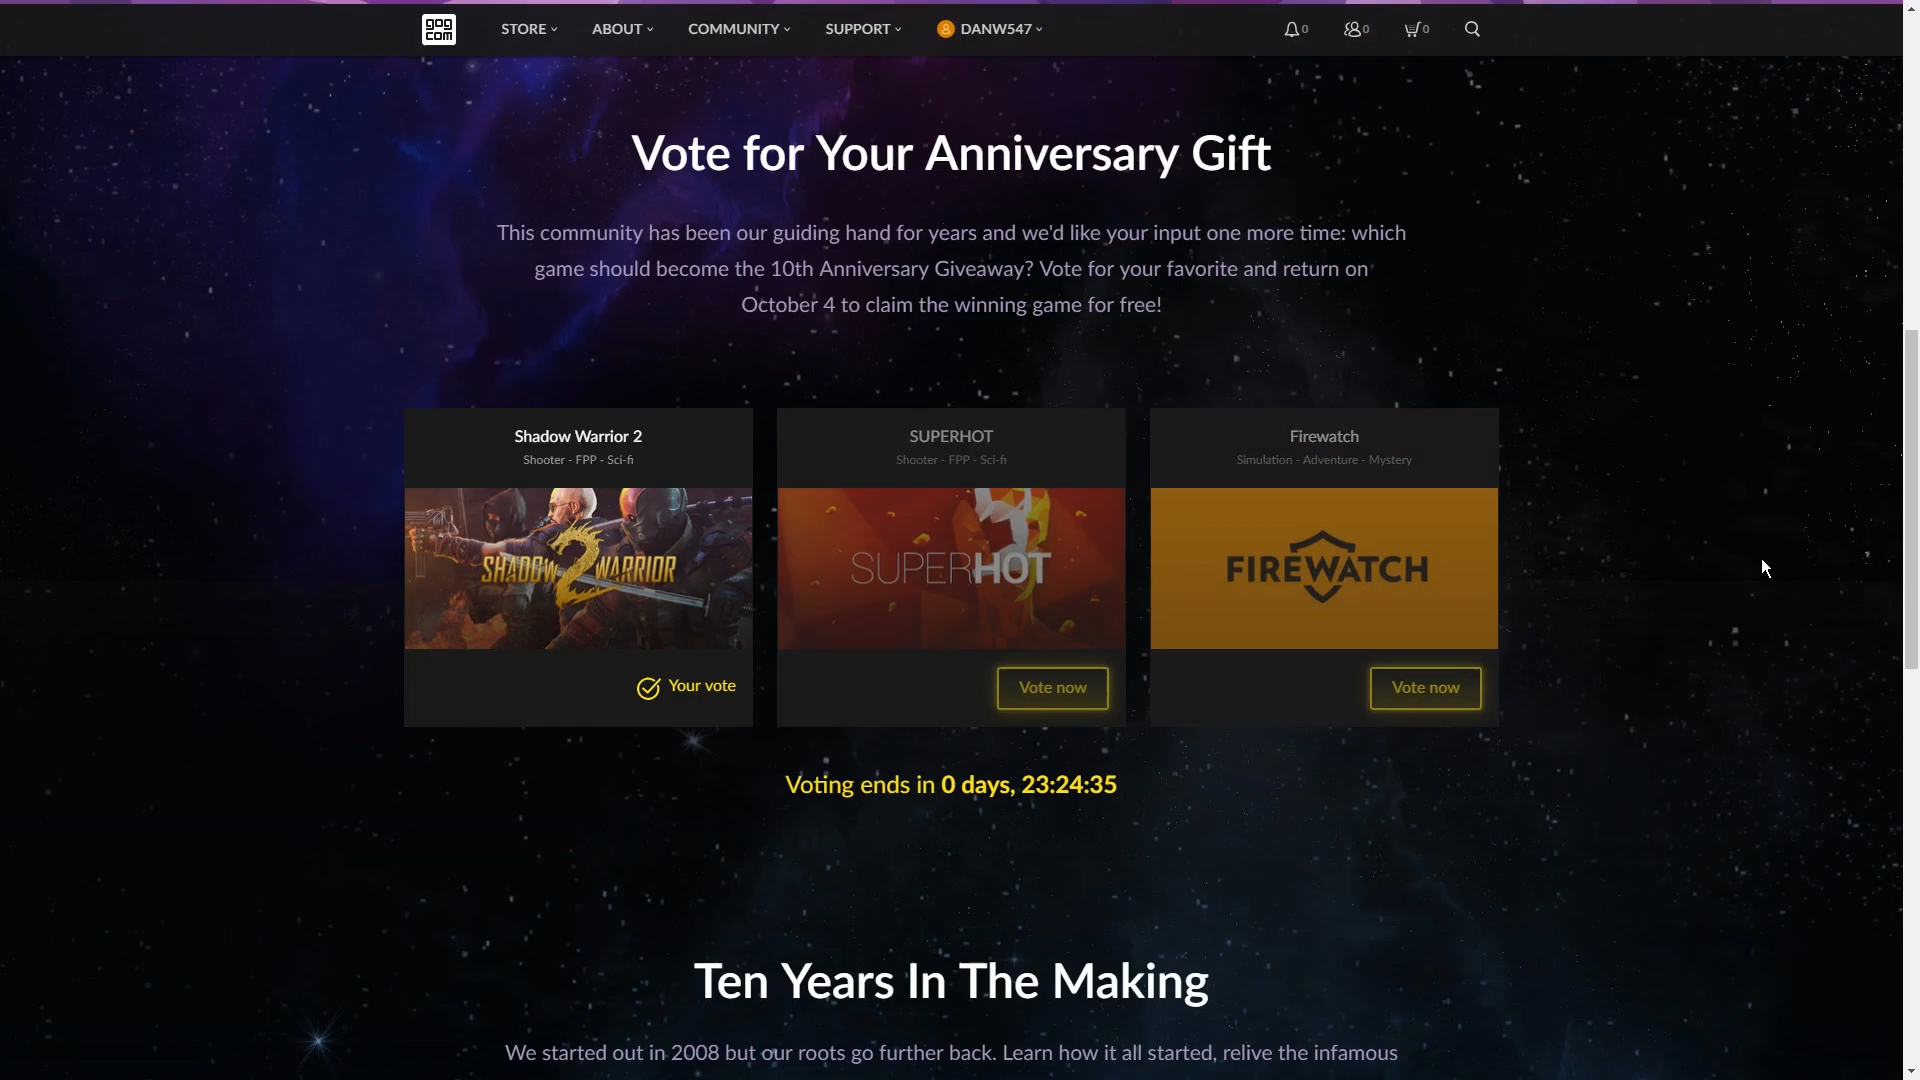 gog
com
STORE
ABOUT
COMMUNITY
SUPPORT
DANW547
0
0
0
Vote for Your Anniversary Gift
This community has been our guiding hand for years and we'd like your input one more time: which
game should become the 10th Anniversary Giveaway? Vote for your favorite and return on
October 4 to claim the winning game for free!
Shadow Warrior 2
Shooter - FPP - Sci-fi
SHADOW 2 WARRIOR
Your vote
SUPERHOT
Shooter - FPP - Sci-fi
SUPERHOT
Vote now
Firewatch
Simulation - Adventure - Mystery
FIREWATCH
Vote now
Voting ends in 0 days, 23:24:35
Ten Years In The Making
We started out in 2008 but our roots go further back. Learn how it all started, relive the infamous